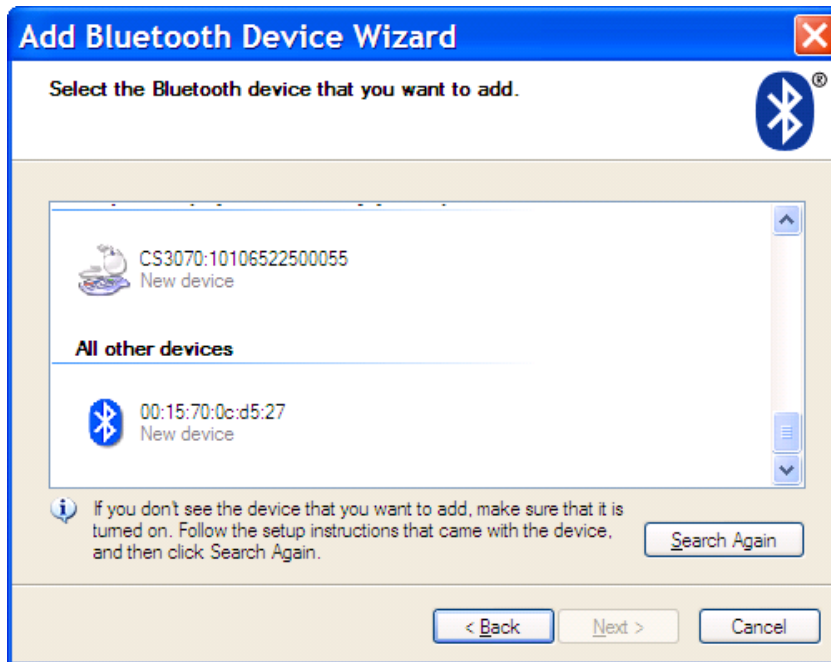 Add Bluetooth Device Wizard
Select the Bluetooth device that you want to add.
®
CS3070:10106522500055
New device
All other devices
00:15:70:0c:d5:27
New device
If you don't see the device that you want to add, make sure that it is
turned on. Follow the setup instructions that came with the device,
and then click Search Again.
Search Again
< Back
Next >
Cancel